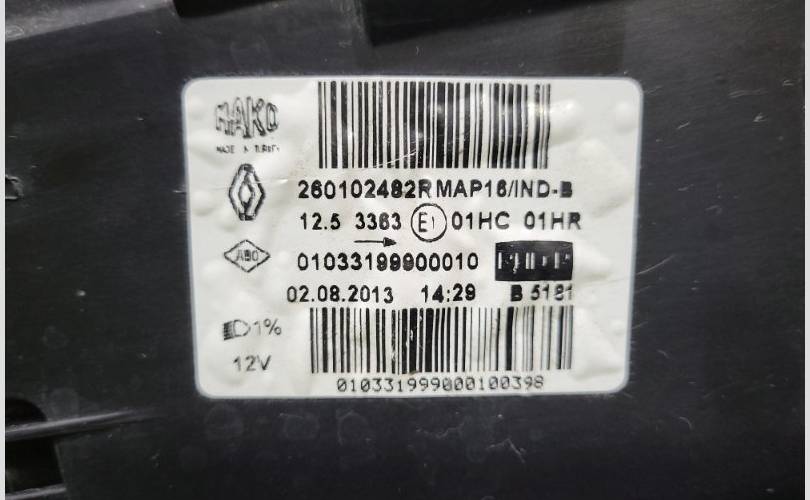 MAKO
MADE IN TURKEY
260102482R MAP16/IND-B
12.5 3363 E1 01HC 01HR
01033199900010
02.08.2013 14:29 B 5181
1%
12V
010331999000100398